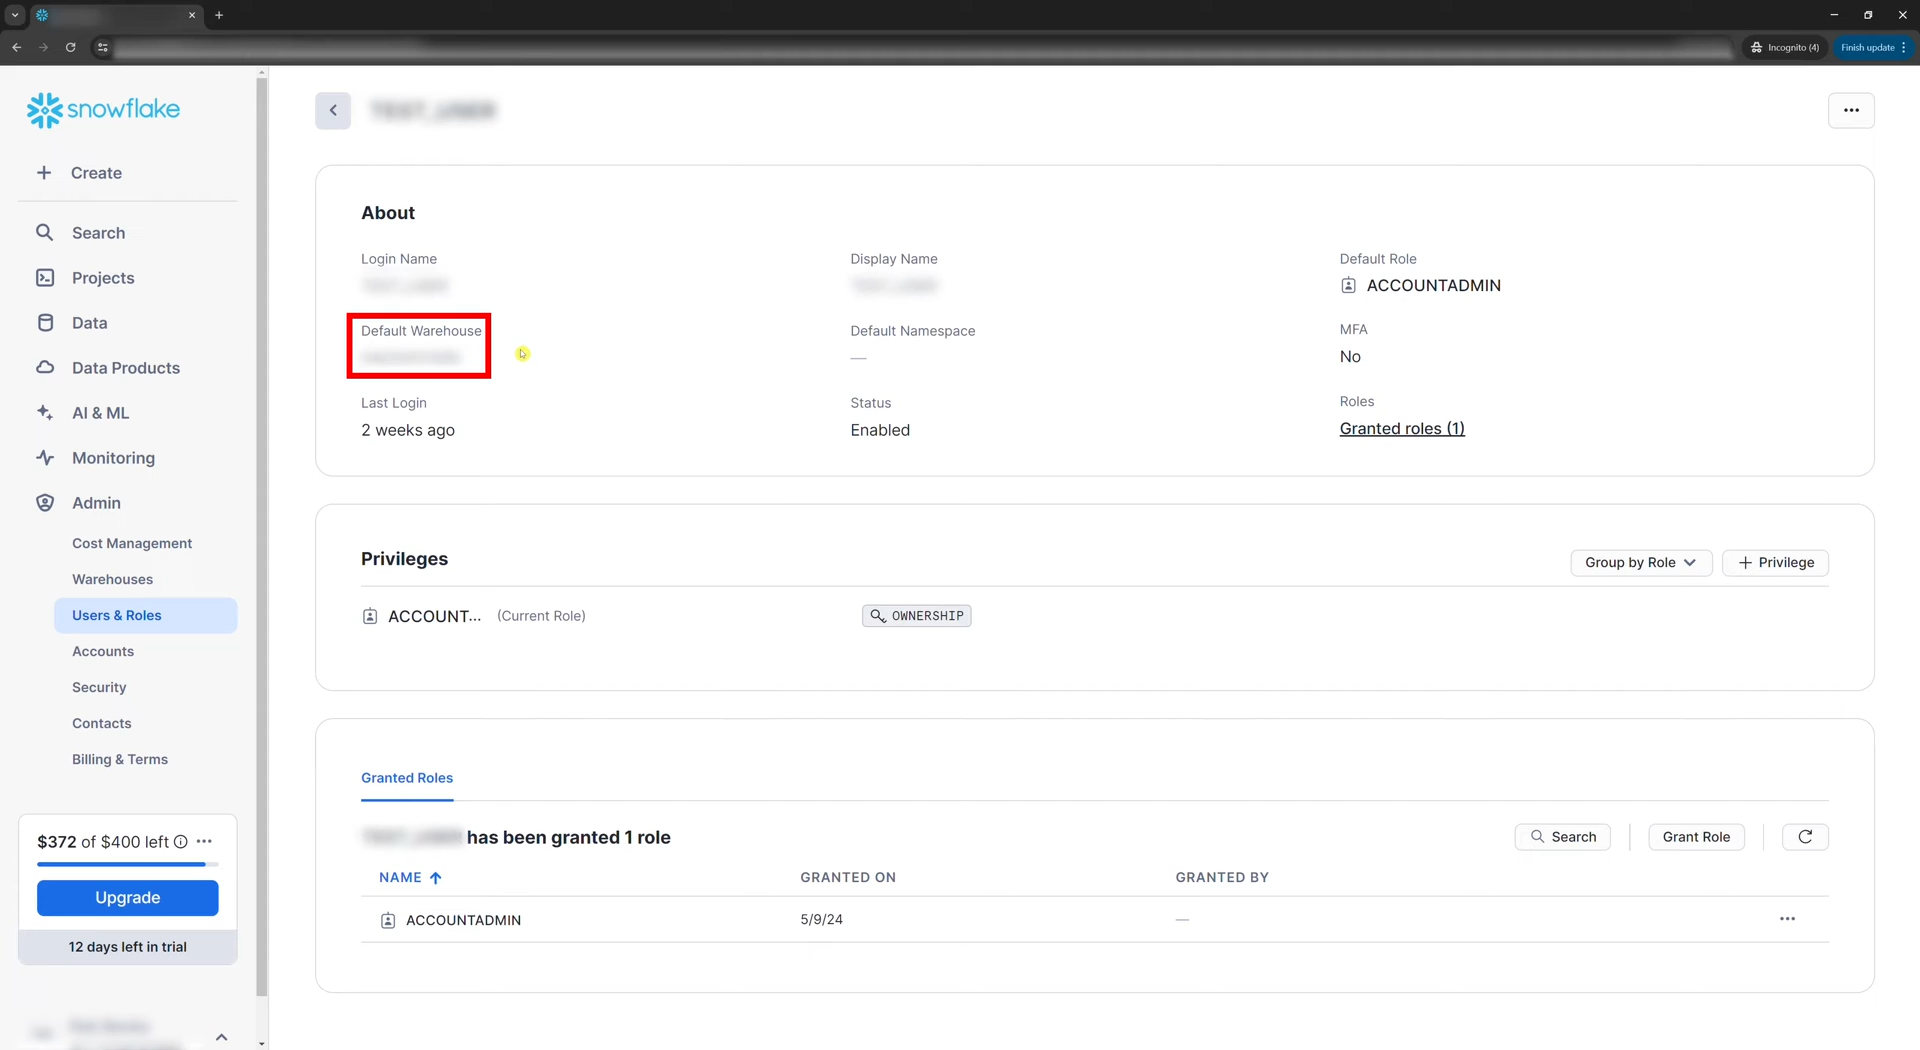 Incognito (4)
Finish update
snowflake
Create
Search
Projects
Data
Data Products
AI & ML
Monitoring
Admin
Cost Management
Warehouses
Users & Roles
Accounts
Security
Contacts
Billing & Terms
$372 of $400 left
Upgrade
12 days left in trial
TEST_USER
About
Login Name
TEST_USER
Display Name
TEST_USER
Default Role
ACCOUNTADMIN
Default Warehouse
Default Namespace
—
MFA
No
Last Login
2 weeks ago
Status
Enabled
Roles
Granted roles (1)
Privileges
Group by Role
Privilege
ACCOUNT... (Current Role)
OWNERSHIP
Granted Roles
TEST_USER has been granted 1 role
Search
Grant Role
NAME
GRANTED ON
GRANTED BY
ACCOUNTADMIN
5/9/24
—